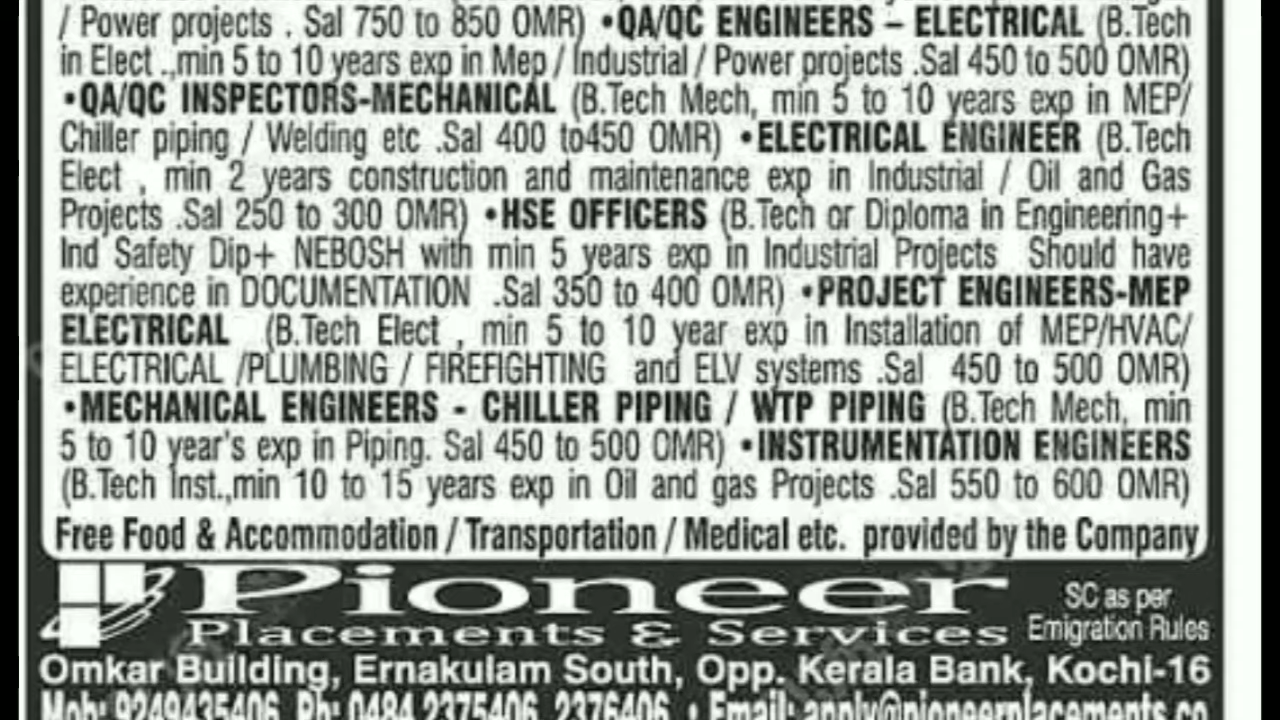 / Power projects . Sal 750 to 850 OMR) •QA/QC ENGINEERS – ELECTRICAL (B.Tech
in Elect .,min 5 to 10 years exp in Mep / Industrial / Power projects .Sal 450 to 500 OMR)
•QA/QC INSPECTORS-MECHANICAL (B.Tech Mech, min 5 to 10 years exp in MEP/
Chiller piping / Welding etc .Sal 400 to450 OMR) •ELECTRICAL ENGINEER (B.Tech
Elect , min 2 years construction and maintenance exp in Industrial / Oil and Gas
Projects .Sal 250 to 300 OMR) •HSE OFFICERS (B.Tech or Diploma in Engineering+
Ind Safety Dip+ NEBOSH with min 5 years exp in Industrial Projects Should have
experience in DOCUMENTATION .Sal 350 to 400 OMR) •PROJECT ENGINEERS-MEP
ELECTRICAL (B.Tech Elect , min 5 to 10 year exp in Installation of MEP/HVAC/
ELECTRICAL /PLUMBING / FIREFIGHTING and ELV systems .Sal 450 to 500 OMR)
•MECHANICAL ENGINEERS - CHILLER PIPING / WTP PIPING (B.Tech Mech, min
5 to 10 year's exp in Piping. Sal 450 to 500 OMR) •INSTRUMENTATION ENGINEERS
(B.Tech Inst.,min 10 to 15 years exp in Oil and gas Projects .Sal 550 to 600 OMR)
Free Food & Accommodation / Transportation / Medical etc. provided by the Company
Pioneer
Placements & Services
SC as per
Emigration Rules
Omkar Building, Ernakulam South, Opp. Kerala Bank, Kochi-16
Mob: 9249435406, Ph: 0484 2375406, 2376406 • Email: apply@pioneerplacements.co